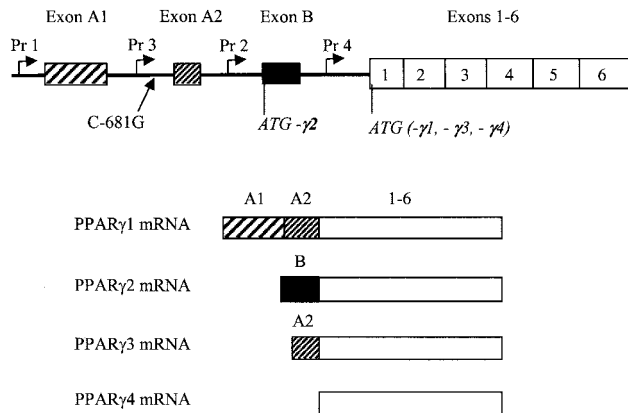 Exon A1 Exon A2 Exon B Exons 1-6
Pr 1 Pr 3 Pr 2 Pr 4
1 2 3 4 5 6
C-681G
ATG -γ2 ATG (-γ1, - γ3, - γ4)
A1 A2 1-6
PPARγ1 mRNA
B
PPARγ2 mRNA
A2
PPARγ3 mRNA
PPARγ4 mRNA